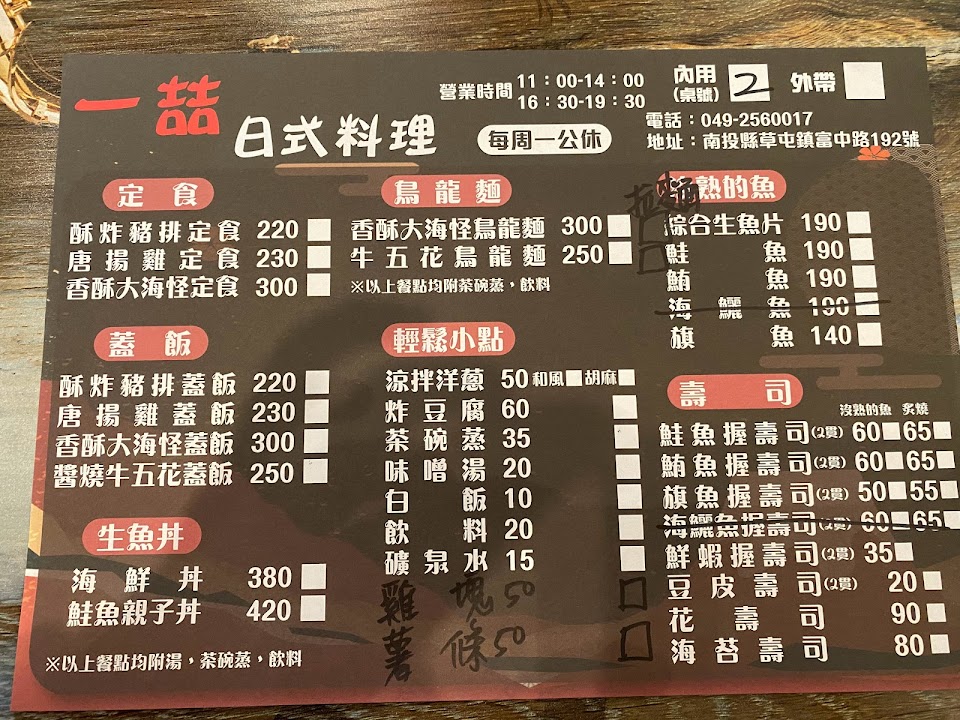 一喆
日式料理
營業時間 11：00-14：00
16：30-19：30
每周一公休
內用(桌號) 2 外帶
電話：049-2560017
地址：南投縣草屯鎮富中路192號
定食
酥炸豬排定食 220
唐揚雞定食 230
香酥大海怪定食 300
蓋飯
酥炸豬排蓋飯 220
唐揚雞蓋飯 230
香酥大海怪蓋飯 300
醬燒牛五花蓋飯 250
生魚丼
海鮮丼 380
鮭魚親子丼 420
※以上餐點均附湯，茶碗蒸，飲料
烏龍麵
拉麵
香酥大海怪烏龍麵 300
牛五花烏龍麵 250
※以上餐點均附茶碗蒸，飲料
輕鬆小點
涼拌洋蔥 50 和風 胡麻
炸豆腐 60
茶碗蒸 35
味噌湯 20
白飯 10
飲料 20
礦泉水 15
雞塊 50
薯條 50
熟的魚
綜合生魚片 190
鮭魚 190
鮪魚 190
海鱺魚 190
旗魚 140
壽司
沒熟的魚 炙燒
鮭魚握壽司(2貫) 60 65
鮪魚握壽司(2貫) 60 65
旗魚握壽司(2貫) 50 55
海鱺魚握壽司(2貫) 60 65
鮮蝦握壽司(2貫) 35
豆皮壽司(2貫) 20
花壽司 90
海苔壽司 80